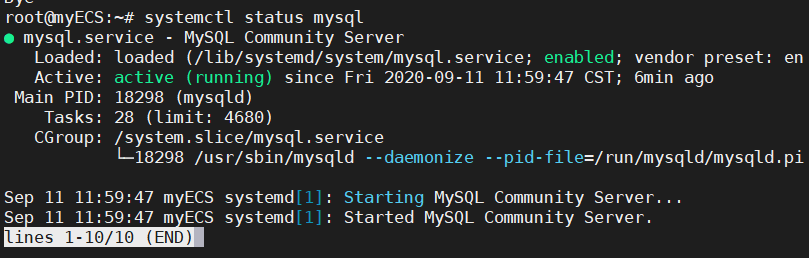 root@myECS:~# systemctl status mysql
● mysql.service - MySQL Community Server
   Loaded: loaded (/lib/systemd/system/mysql.service; enabled; vendor preset: en
   Active: active (running) since Fri 2020-09-11 11:59:47 CST; 6min ago
 Main PID: 18298 (mysqld)
    Tasks: 28 (limit: 4680)
   CGroup: /system.slice/mysql.service
           └─18298 /usr/sbin/mysqld --daemonize --pid-file=/run/mysqld/mysqld.pi

Sep 11 11:59:47 myECS systemd[1]: Starting MySQL Community Server...
Sep 11 11:59:47 myECS systemd[1]: Started MySQL Community Server.
lines 1-10/10 (END)